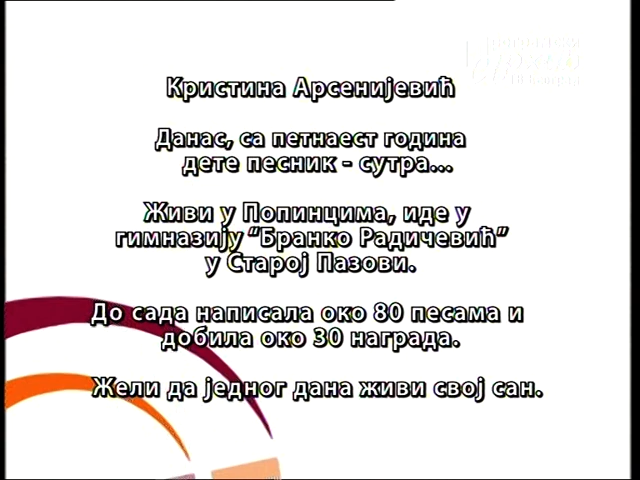 Кристина Арсенијевић
Данас, са петнаест година
дете песник - сутра...
Живи у Попинцима, иде у
гимназију "Бранко Радичевић"
у Старој Пазови.
До сада написала око 80 песама и
добила око 30 награда.
Жели да једног дана живи свој сан.